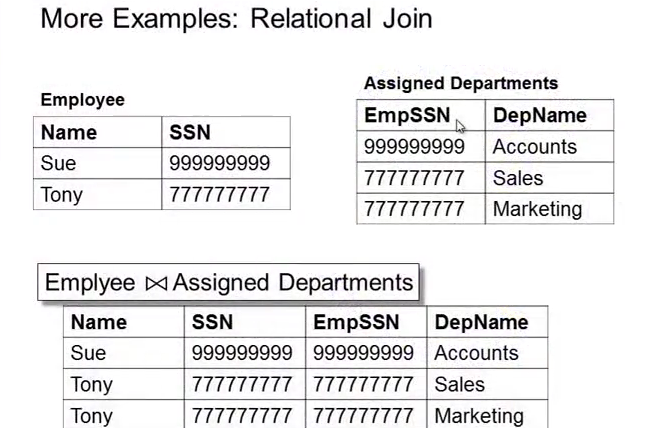 More Examples: Relational Join
Employee
Name SSN
Sue 999999999
Tony 777777777
Assigned Departments
EmpSSN DepName
999999999 Accounts
777777777 Sales
777777777 Marketing
Emplyee ⋈ Assigned Departments
Name SSN EmpSSN DepName
Sue 999999999 999999999 Accounts
Tony 777777777 777777777 Sales
Tony 777777777 777777777 Marketing